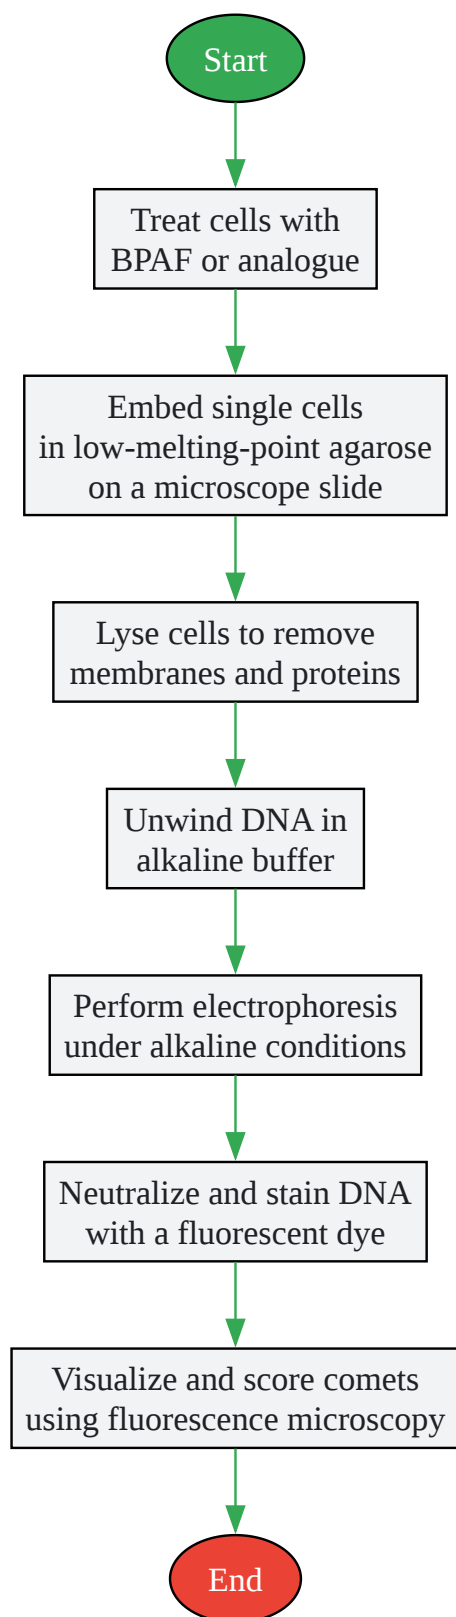 Start
Treat cells with
BPAF or analogue
Embed single cells
in low-melting-point agarose
on a microscope slide
Lyse cells to remove
membranes and proteins
Unwind DNA in
alkaline buffer
Perform electrophoresis
under alkaline conditions
Neutralize and stain DNA
with a fluorescent dye
Visualize and score comets
using fluorescence microscopy
End